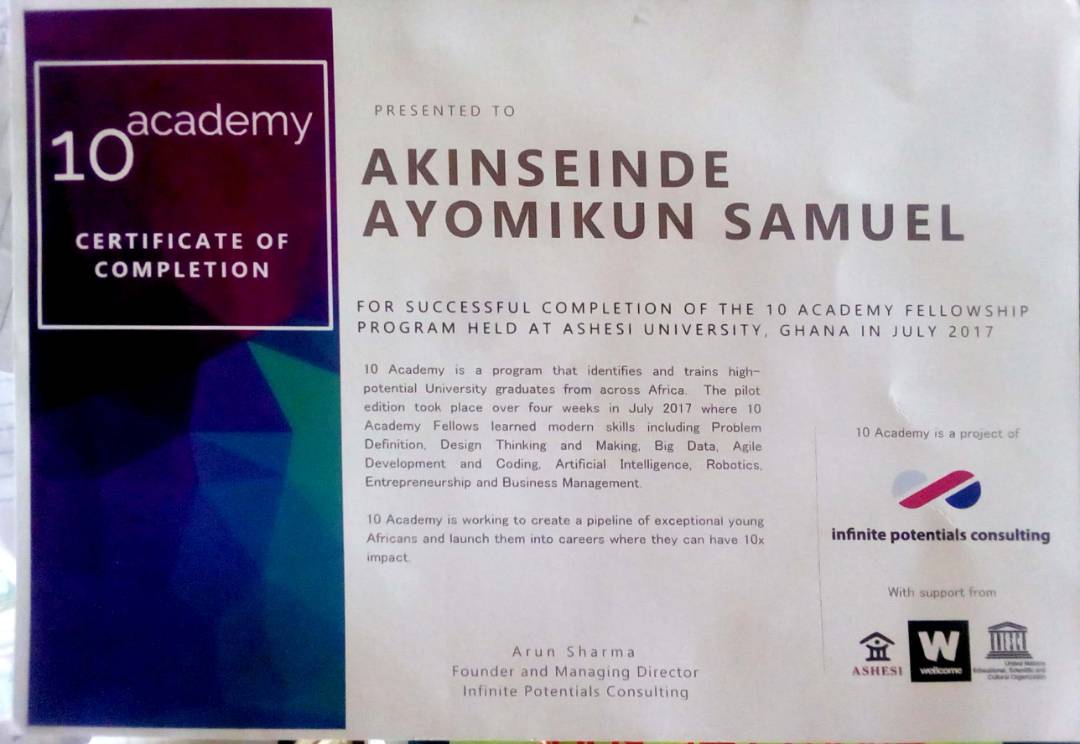 10 academy
CERTIFICATE OF
COMPLETION
PRESENTED TO
AKINSEINDE
AYOMIKUN SAMUEL
FOR SUCCESSFUL COMPLETION OF THE 10 ACADEMY FELLOWSHIP
PROGRAM HELD AT ASHESI UNIVERSITY, GHANA IN JULY 2017
10 Academy is a program that identifies and trains high-
potential University graduates from across Africa. The pilot
edition took place over four weeks in July 2017 where 10
Academy Fellows learned modern skills including Problem
Definition, Design Thinking and Making, Big Data, Agile
Development and Coding, Artificial Intelligence, Robotics,
Entrepreneurship and Business Management.
10 Academy is working to create a pipeline of exceptional young
Africans and launch them into careers where they can have 10x
impact.
Arun Sharma
Founder and Managing Director
Infinite Potentials Consulting
10 Academy is a project of
infinite potentials consulting
With support from
ASHESI
W
wellcome
UNESCO
United Nations
Educational, Scientific and
Cultural Organization